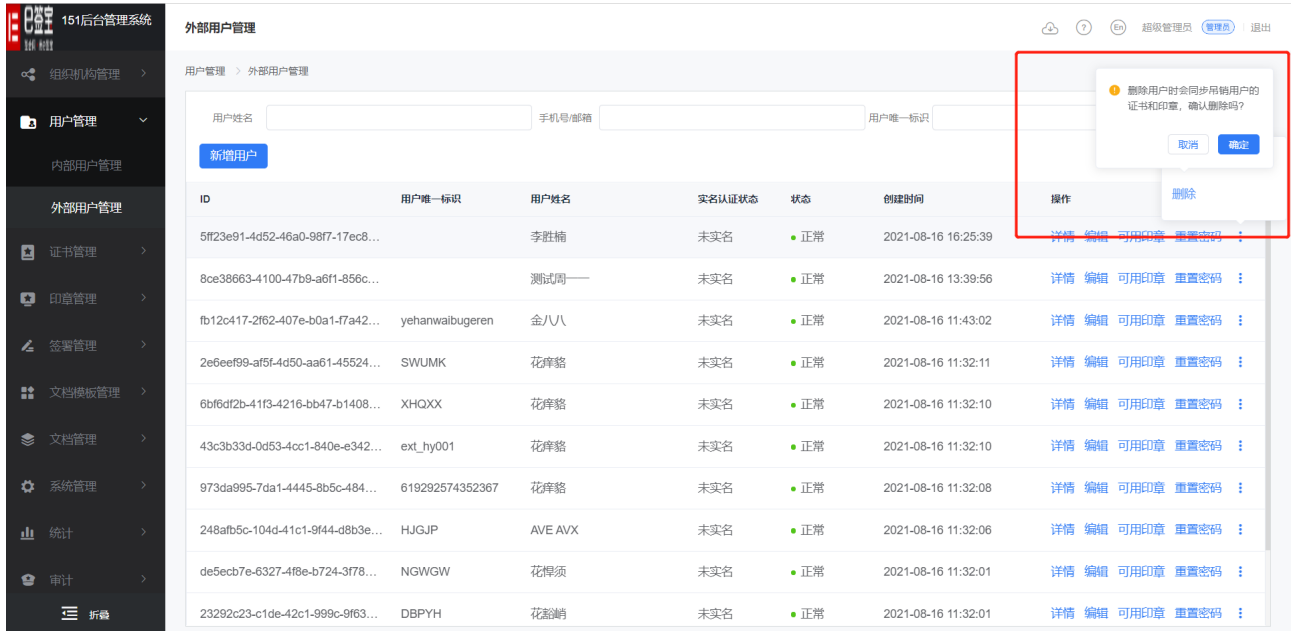 e签宝 151后台管理系统
外部用户管理
En 超级管理员 管理员 退出
组织机构管理
用户管理 > 外部用户管理
删除用户时会同步吊销用户的
证书和印章，确认删除吗?
取消 确定
删除
用户姓名 手机号/邮箱 用户唯一标识
新增用户
用户管理
内部用户管理
外部用户管理
证书管理
印章管理
签署管理
文档模板管理
文档管理
系统管理
统计
审计
折叠
ID 用户唯一标识 用户姓名 实名认证状态 状态 创建时间 操作
5ff23e91-4d52-46a0-98f7-17ec8... 李胜楠 未实名 正常 2021-08-16 16:25:39 详情 编辑 可用印章 重置密码
8ce38663-4100-47b9-a6f1-856c... 测试周一一 未实名 正常 2021-08-16 13:39:56 详情 编辑 可用印章 重置密码
fb12c417-2f62-407e-b0a1-f7a42... yehanwaibugeren 金八八 未实名 正常 2021-08-16 11:43:02 详情 编辑 可用印章 重置密码
2e6eef99-af5f-4d50-aa61-45524... SWUMK 花痒貉 未实名 正常 2021-08-16 11:32:11 详情 编辑 可用印章 重置密码
6bf6df2b-41f3-4216-bb47-b1408... XHQXX 花痒貉 未实名 正常 2021-08-16 11:32:10 详情 编辑 可用印章 重置密码
43c3b33d-0d53-4cc1-840e-e342... ext_hy001 花痒貉 未实名 正常 2021-08-16 11:32:10 详情 编辑 可用印章 重置密码
973da995-7da1-4445-8b5c-484... 619292574352367 花痒貉 未实名 正常 2021-08-16 11:32:08 详情 编辑 可用印章 重置密码
248afb5c-104d-41c1-9f44-d8b3e... HJGJP AVE AVX 未实名 正常 2021-08-16 11:32:06 详情 编辑 可用印章 重置密码
de5ecb7e-6327-4f8e-b724-3f78... NGWGW 花悍须 未实名 正常 2021-08-16 11:32:01 详情 编辑 可用印章 重置密码
23292c23-c1de-42c1-999c-9f63... DBPYH 花豁峭 未实名 正常 2021-08-16 11:32:01 详情 编辑 可用印章 重置密码